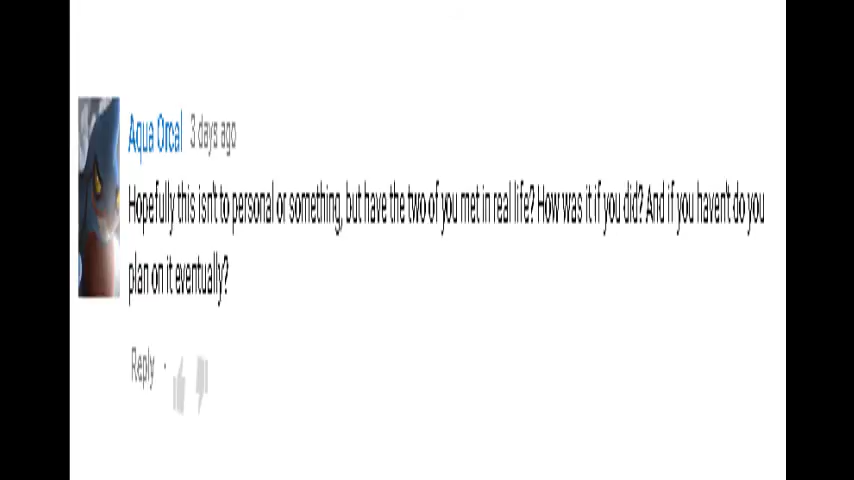 Aqua Orcal 3 days ago
Hopefully this isn't to personal or something, but have the two of you met in real life? How was it if you did? And if you haven't do you
plan on it eventually?
Reply ·